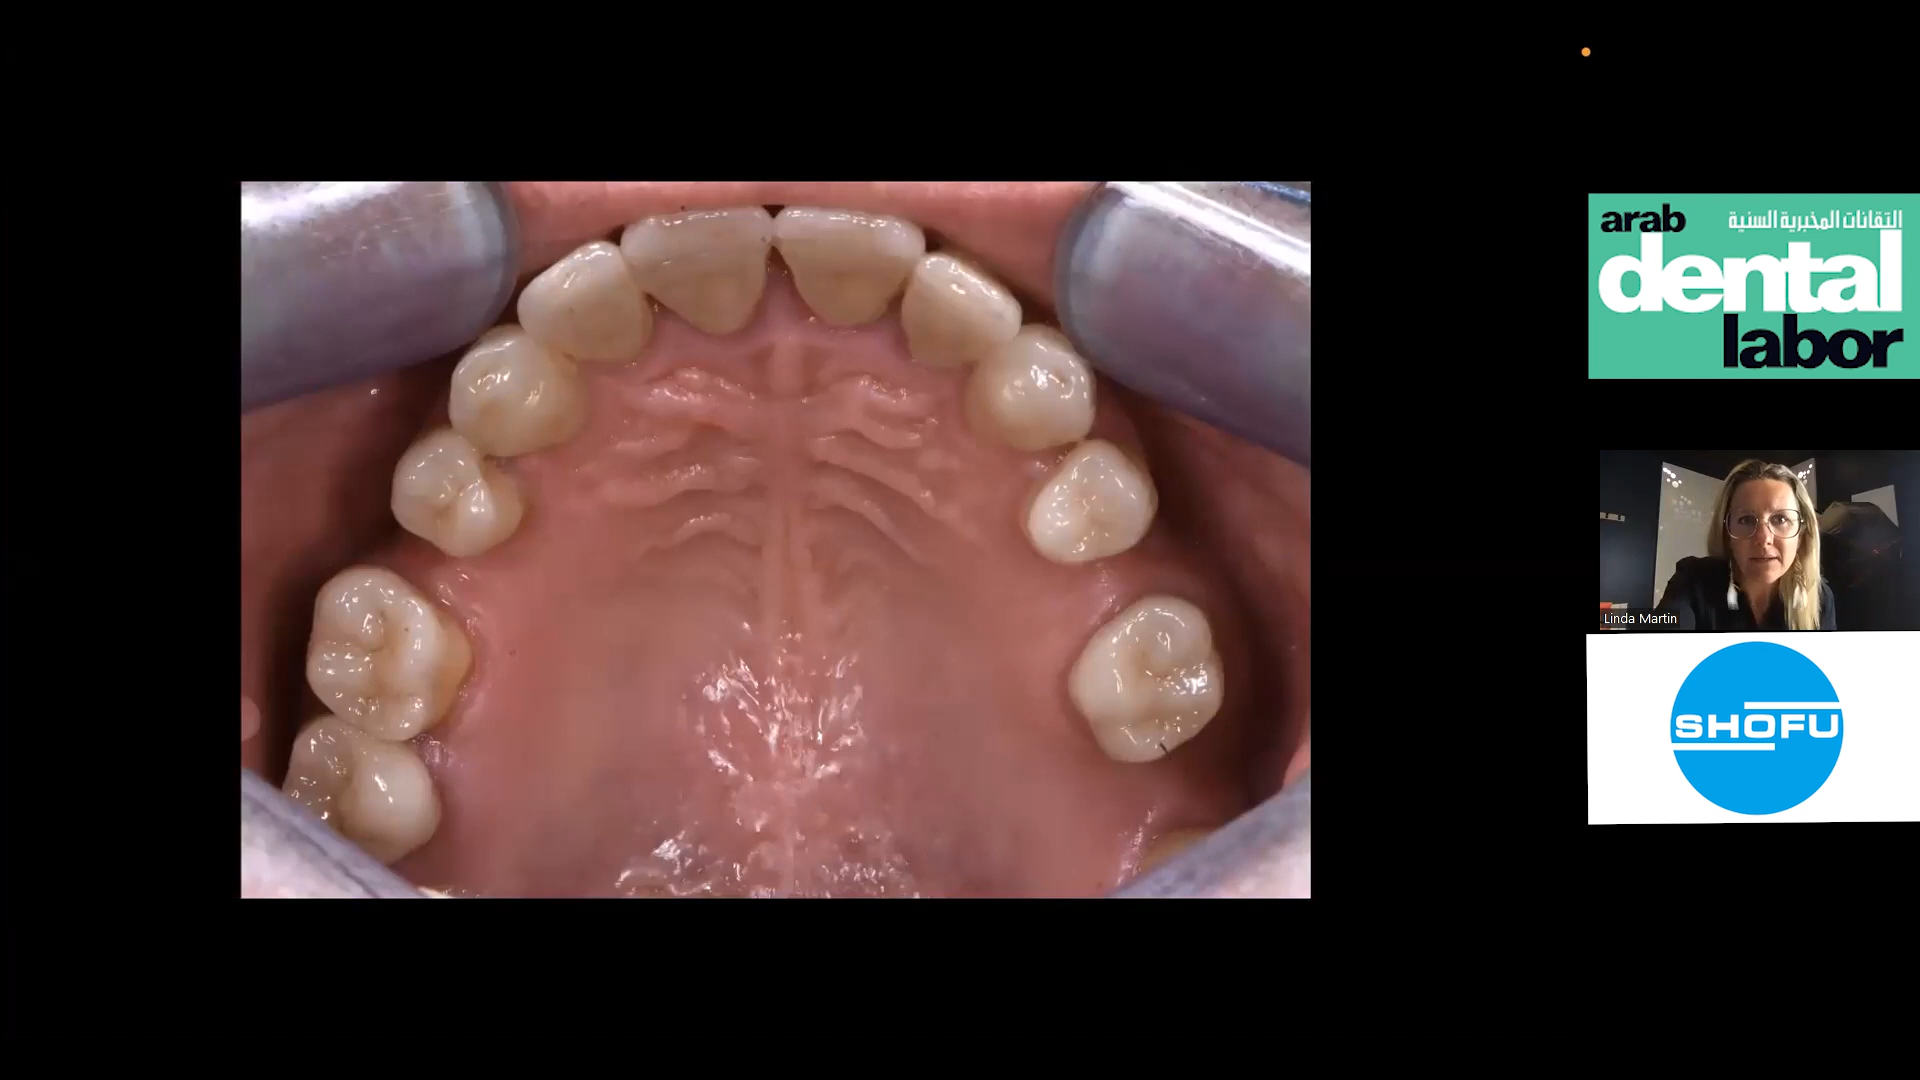 arab
التقانات المخبرية السنية
dental
labor
Linda Martin
SHOFU